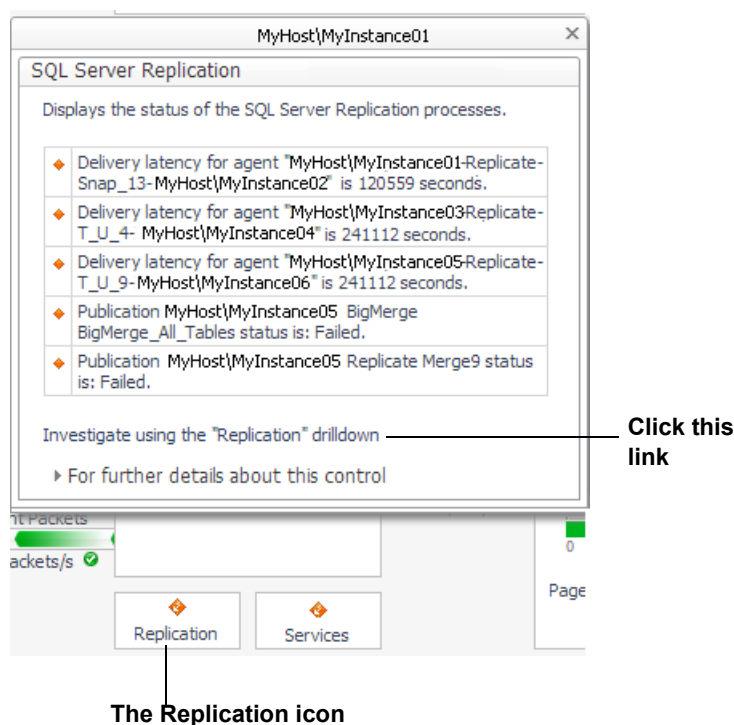 MyHost\MyInstance01
SQL Server Replication
Displays the status of the SQL Server Replication processes.
Delivery latency for agent "MyHost\MyInstance01-Replicate-
Snap_13-MyHost\MyInstance02" is 120559 seconds.
Delivery latency for agent "MyHost\MyInstance03Replicate-
T_U_4- MyHost\MyInstance04" is 241112 seconds.
Delivery latency for agent "MyHost\MyInstance05-Replicate-
T_U_9-MyHost\MyInstance06" is 241112 seconds.
Publication MyHost\MyInstance05 BigMerge
BigMerge_All_Tables status is: Failed.
Publication MyHost\MyInstance05 Replicate Merge9 status
is: Failed.
Investigate using the "Replication" drilldown
Click this
link
For further details about this control
nt Packets
ackets/s
0
Page
Replication
Services
The Replication icon